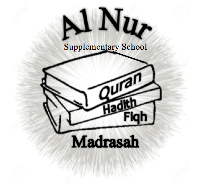 Al Nur
Supplementary School
Quran
Hadith
Fiqh
Madrasah